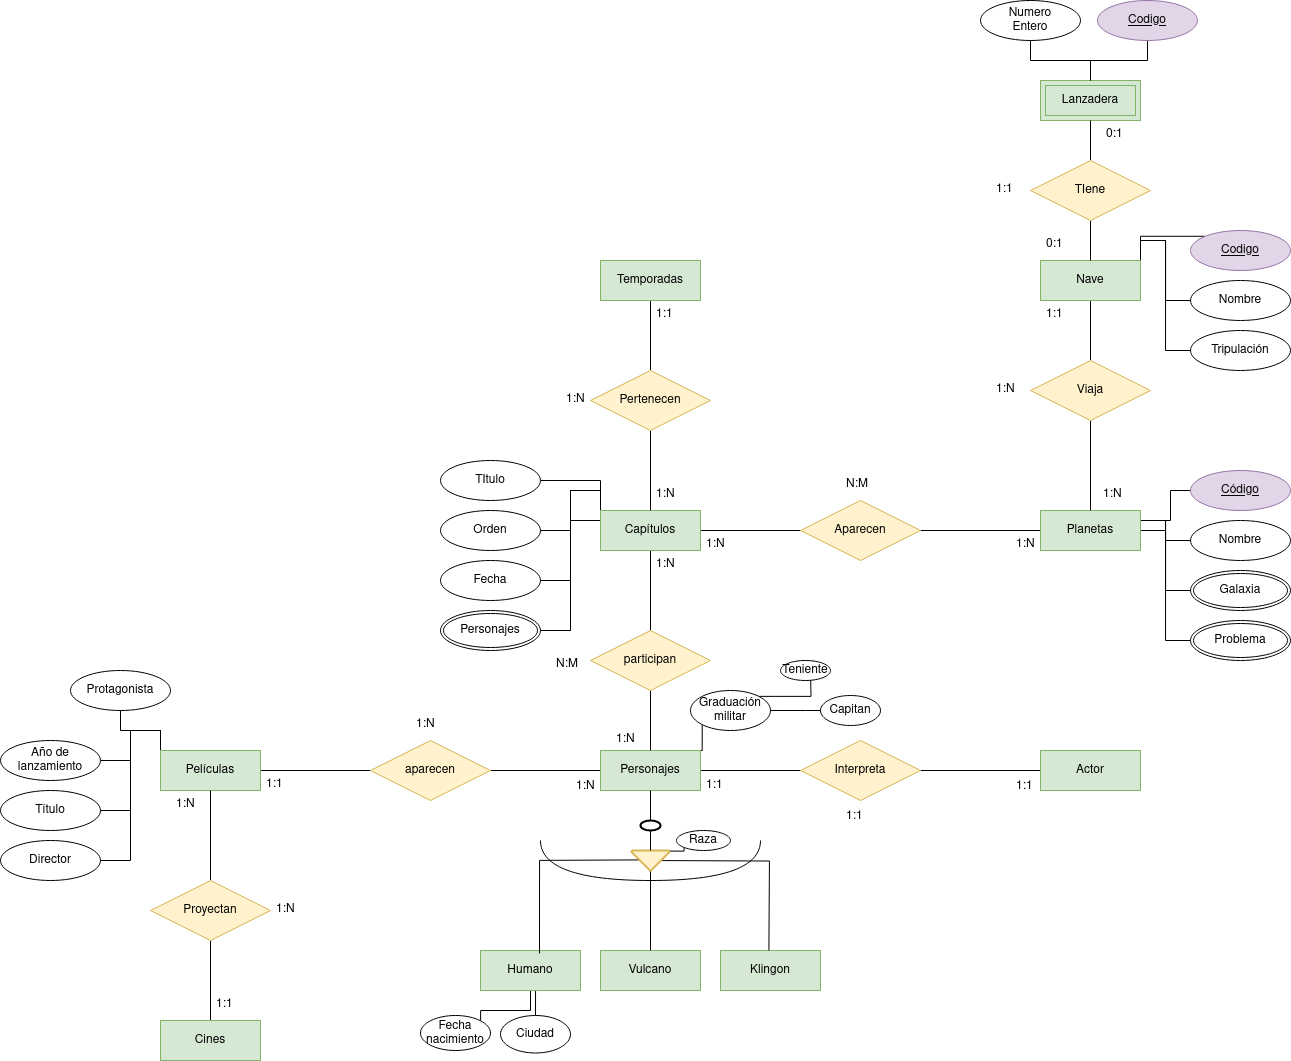 Numero
Entero
Codigo
Lanzadera
0:1
1:1
TIene
0:1
Codigo
Temporadas
Nave
Nombre
1:1
1:1
Tripulación
1:N
Pertenecen
1:N
Viaja
TItulo
N:M
Código
1:N
1:N
Orden
Capítulos
Aparecen
Planetas
Nombre
1:N
1:N
1:N
Fecha
Galaxia
Personajes
Problema
N:M
participan
Teniente
Protagonista
Graduación
militar
Capitan
1:N
1:N
Año de
lanzamiento
Películas
aparecen
Personajes
Interpreta
Actor
1:1
1:N
1:1
1:1
1:N
Título
1:1
Raza
Director
Proyectan
1:N
Humano
Vulcano
Klingon
1:1
Fecha
nacimiento
Ciudad
Cines